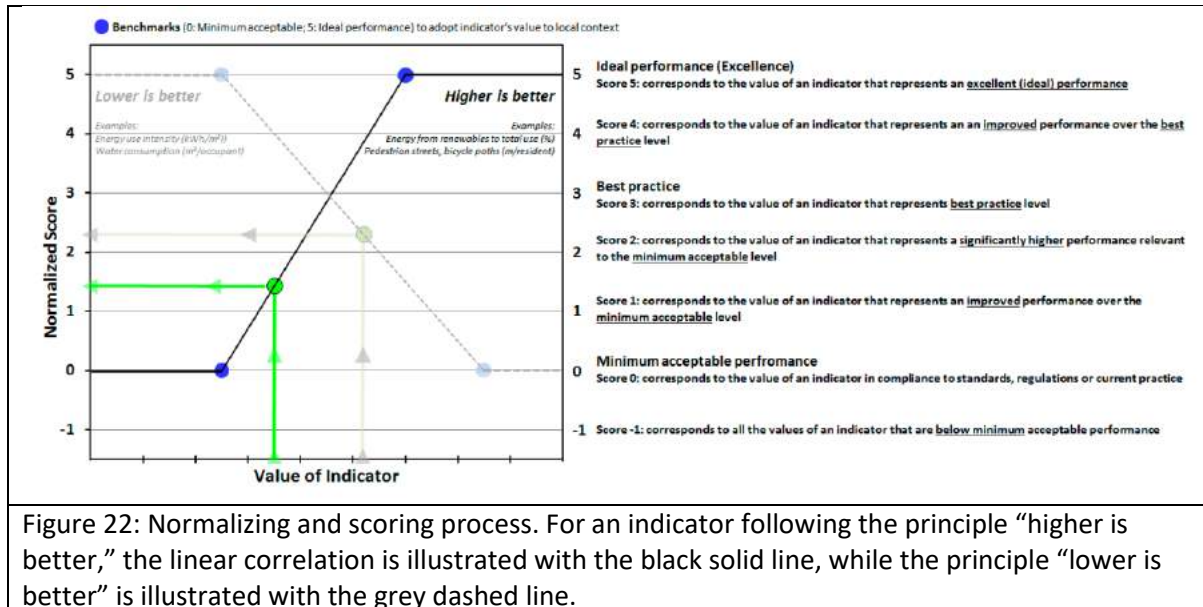 Benchmarks (0: Minimum acceptable; 5: Ideal performance) to adopt indicator's value to local context
5
4
3
2
1
0
-1
Normalized Score
Lower is better
Examples:
Energy use intensity (kWh/m²))
Water consumption (m³/occupant)
Higher is better
Examples:
Energy from renewables to total use (%)
Pedestrian streets, bicycle paths (m/resident)
5
4
3
2
1
0
-1
Value of Indicator
Ideal performance (Excellence)
Score 5: corresponds to the value of an indicator that represents an excellent (ideal) performance
Score 4: corresponds to the value of an indicator that represents an an improved performance over the best
practice level
Best practice
Score 3: corresponds to the value of an indicator that represents best practice level
Score 2: corresponds to the value of an indicator that represents a significantly higher performance relevant
to the minimum acceptable level
Score 1: corresponds to the value of an indicator that represents an improved performance over the
minimum acceptable level
Minimum acceptable perfromance
Score 0: corresponds to the value of an indicator in compliance to standards, regulations or current practice
Score -1: corresponds to all the values of an indicator that are below minimum acceptable performance
Figure 22: Normalizing and scoring process. For an indicator following the principle “higher is
better,” the linear correlation is illustrated with the black solid line, while the principle “lower is
better” is illustrated with the grey dashed line.